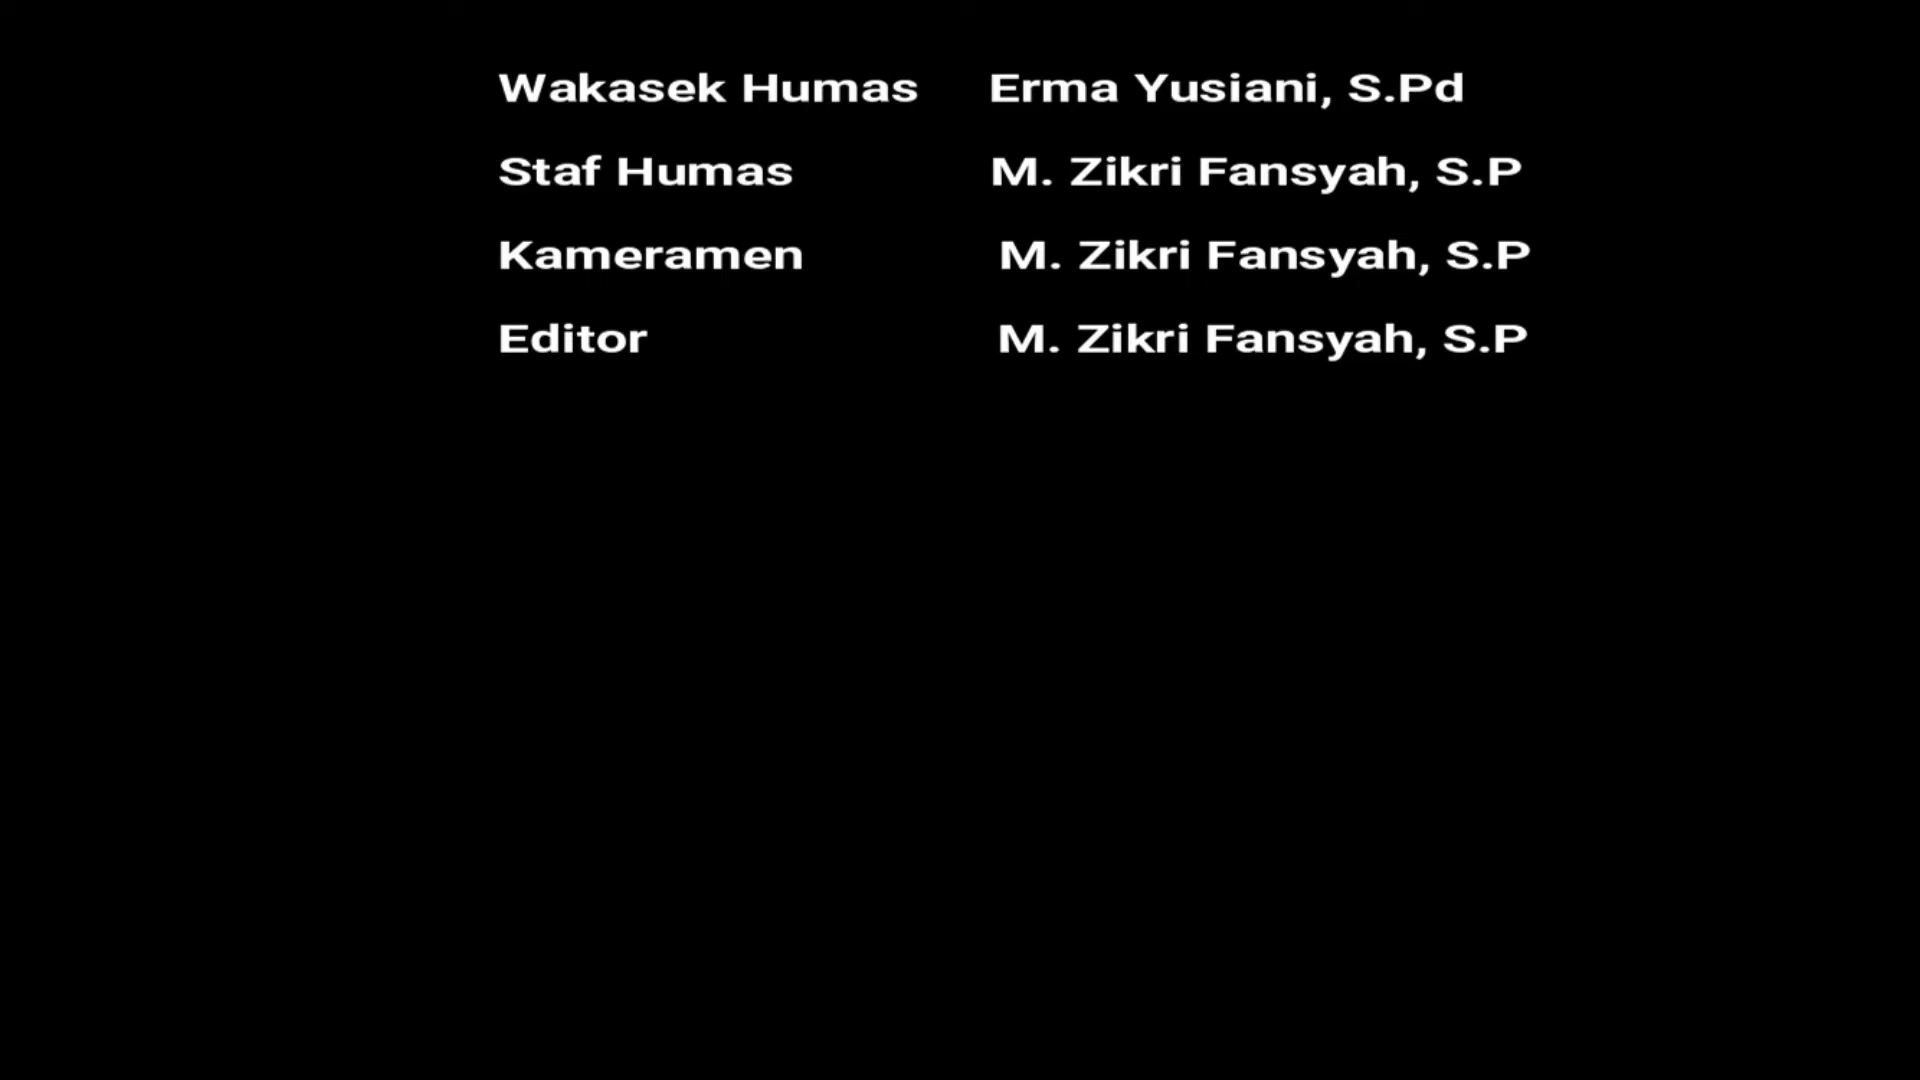 Wakasek Humas Erma Yusiani, S.Pd
Staf Humas M. Zikri Fansyah, S.P
Kameramen M. Zikri Fansyah, S.P
Editor M. Zikri Fansyah, S.P